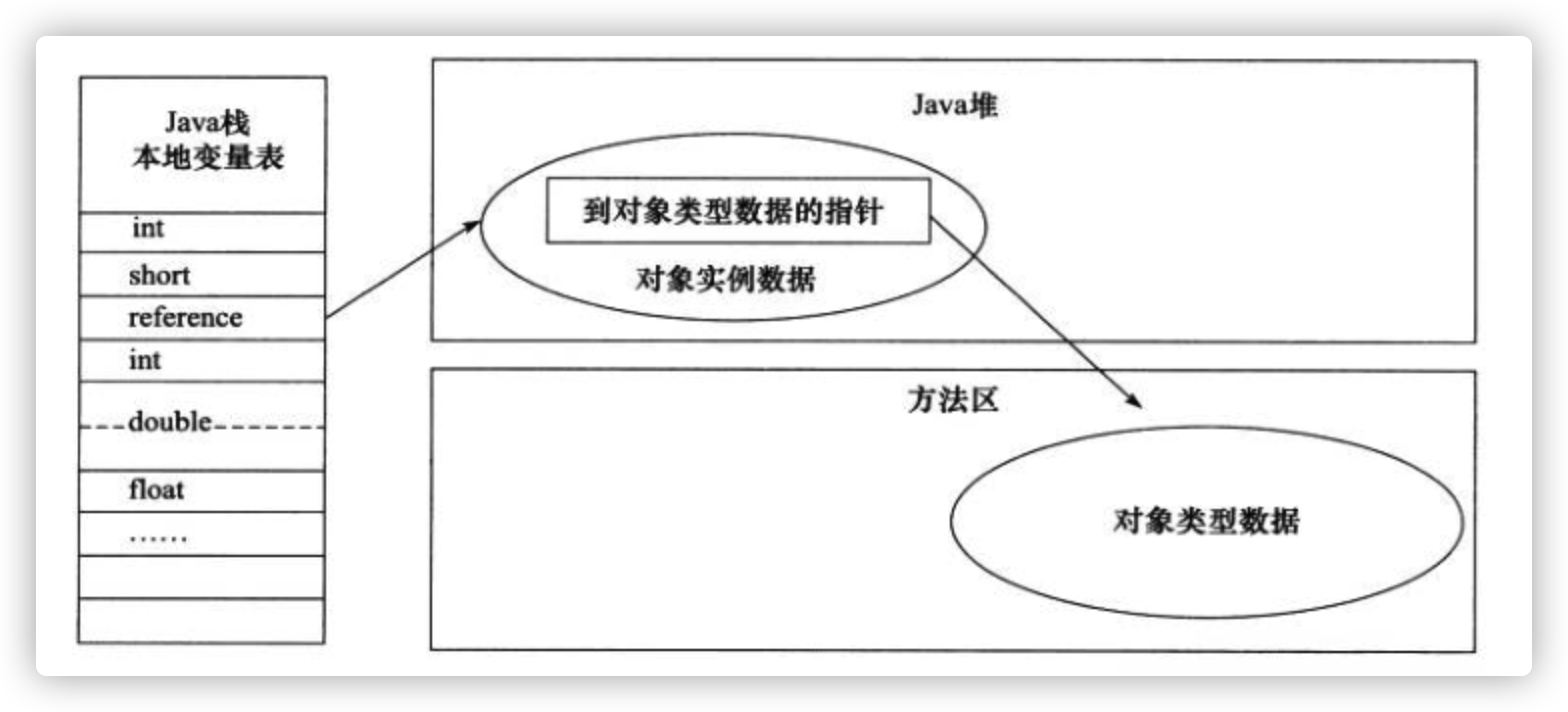 Java栈
本地变量表
int
short
reference
int
double
float
……
Java堆
到对象类型数据的指针
对象实例数据
方法区
对象类型数据